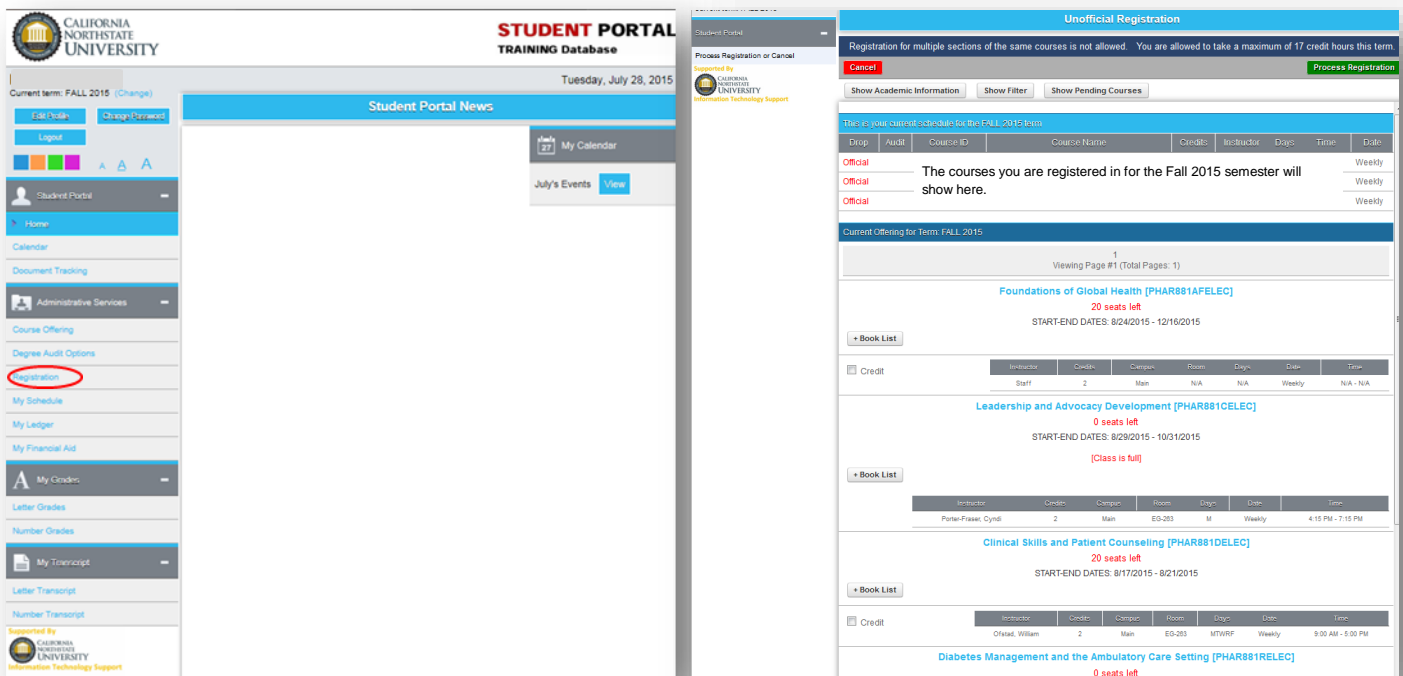 CALIFORNIA
NORTHSTATE
UNIVERSITY
STUDENT PORTAL
TRAINING Database
Tuesday, July 28, 2015
Current term: FALL 2015 (Change)
Edit Profile Change Password
Logout
A A A
Student Portal
Home
Calendar
Document Tracking
Administrative Services
Course Offering
Degree Audit Options
Registration
My Schedule
My Ledger
My Financial Aid
A My Grades
Letter Grades
Number Grades
My Transcript
Letter Transcript
Number Transcript
Supported By
CALIFORNIA
NORTHSTATE
UNIVERSITY
Information Technology Support
Student Portal News
27 My Calendar
July's Events View
Student Portal
Process Registration or Cancel
Supported By
CALIFORNIA
NORTHSTATE
UNIVERSITY
Information Technology Support
Unofficial Registration
Registration for multiple sections of the same courses is not allowed. You are allowed to take a maximum of 17 credit hours this term.
Cancel Process Registration
Show Academic Information Show Filter Show Pending Courses
This is your current schedule for the FALL 2015 term
Drop Audit Course ID Course Name Credits Instructor Days Time Date
Official Weekly
The courses you are registered in for the Fall 2015 semester will
Official Weekly
show here.
Official Weekly
Current Offering for Term: FALL 2015
1
Viewing Page #1 (Total Pages: 1)
Foundations of Global Health [PHAR881AFELEC]
20 seats left
START-END DATES: 8/24/2015 - 12/16/2015
+ Book List
Credit
Instructor Credits Campus Room Days Date Time
Staff 2 Main N/A N/A Weekly N/A - N/A
Leadership and Advocacy Development [PHAR881CELEC]
0 seats left
START-END DATES: 8/29/2015 - 10/31/2015
[Class is full]
+ Book List
Instructor Credits Campus Room Days Date Time
Porter-Fraser, Cyndi 2 Main EG-263 M Weekly 4:15 PM - 7:15 PM
Clinical Skills and Patient Counseling [PHAR881DELEC]
20 seats left
START-END DATES: 8/17/2015 - 8/21/2015
+ Book List
Credit
Instructor Credits Campus Room Days Date Time
Ofstad, William 2 Main EG-263 MTWRF Weekly 9:00 AM - 5:00 PM
Diabetes Management and the Ambulatory Care Setting [PHAR881RELEC]
0 seats left